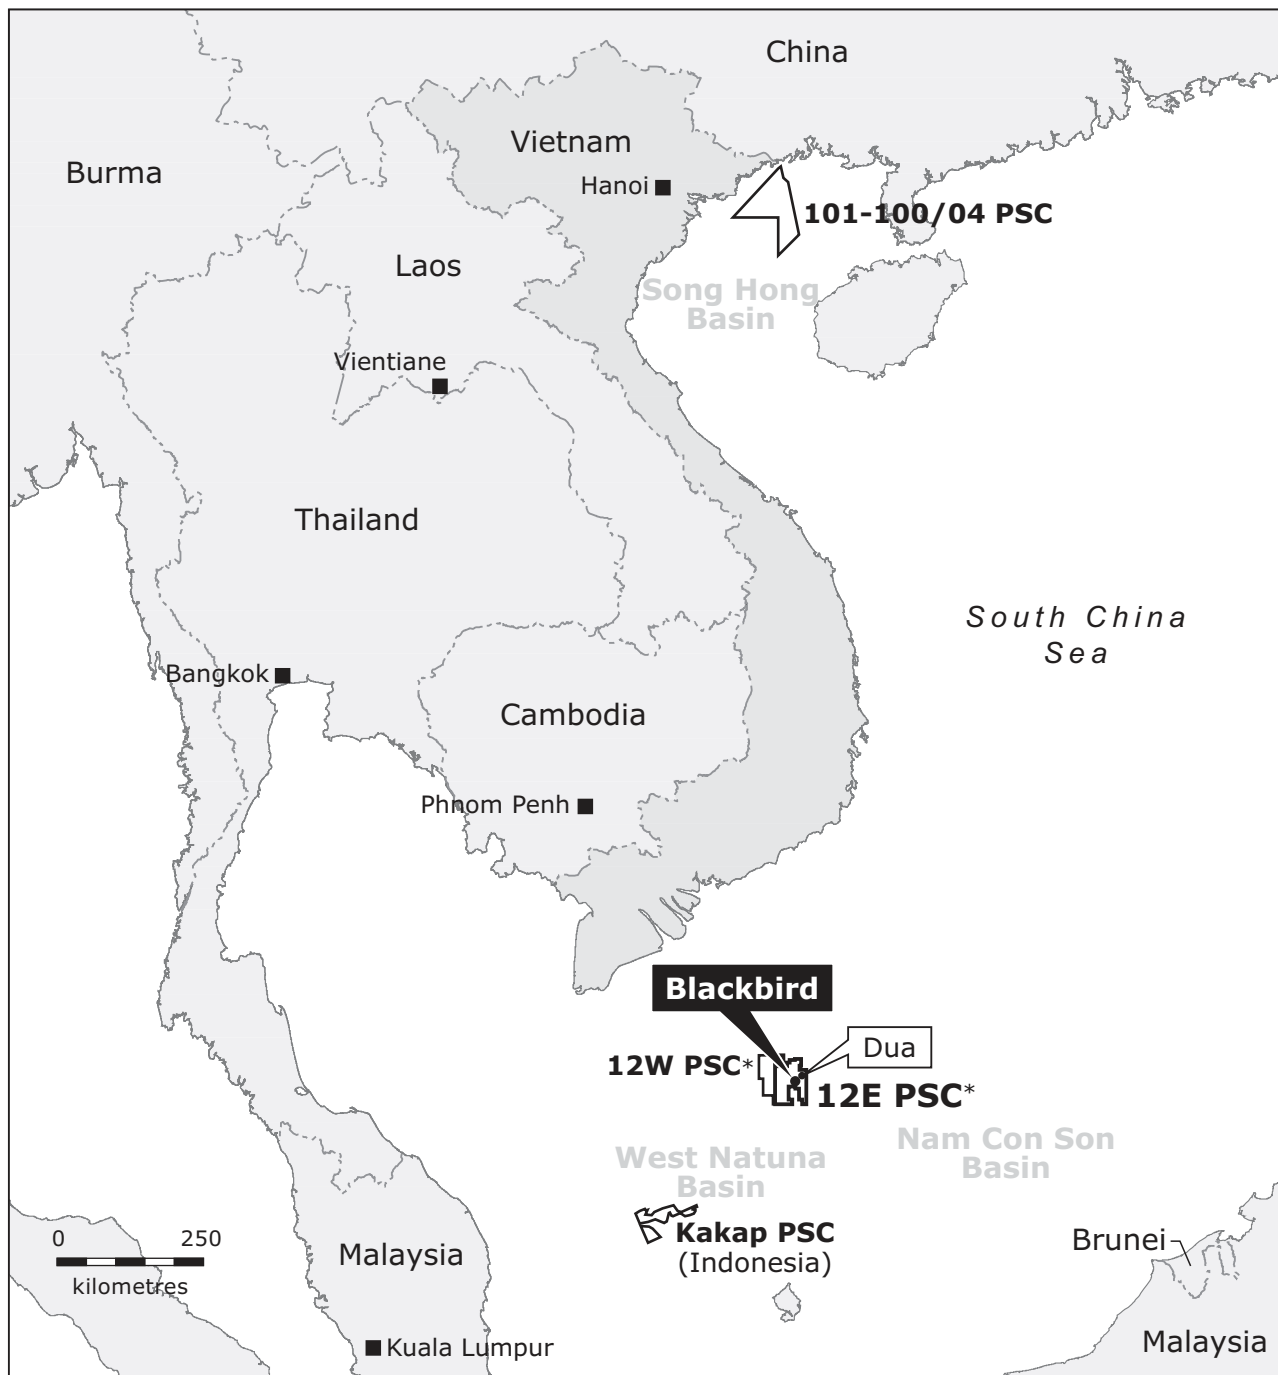 China
Vietnam
Burma
Hanoi
101-100/04 PSC
Laos
Song Hong
Basin
Vientiane
Thailand
South China
Sea
Bangkok
Cambodia
Phnom Penh
Blackbird
Dua
12W PSC*
12E PSC*
Nam Con Son
Basin
West Natuna
Basin
Kakap PSC
(Indonesia)
0 250
kilometres
Malaysia
Brunei
Kuala Lumpur
Malaysia